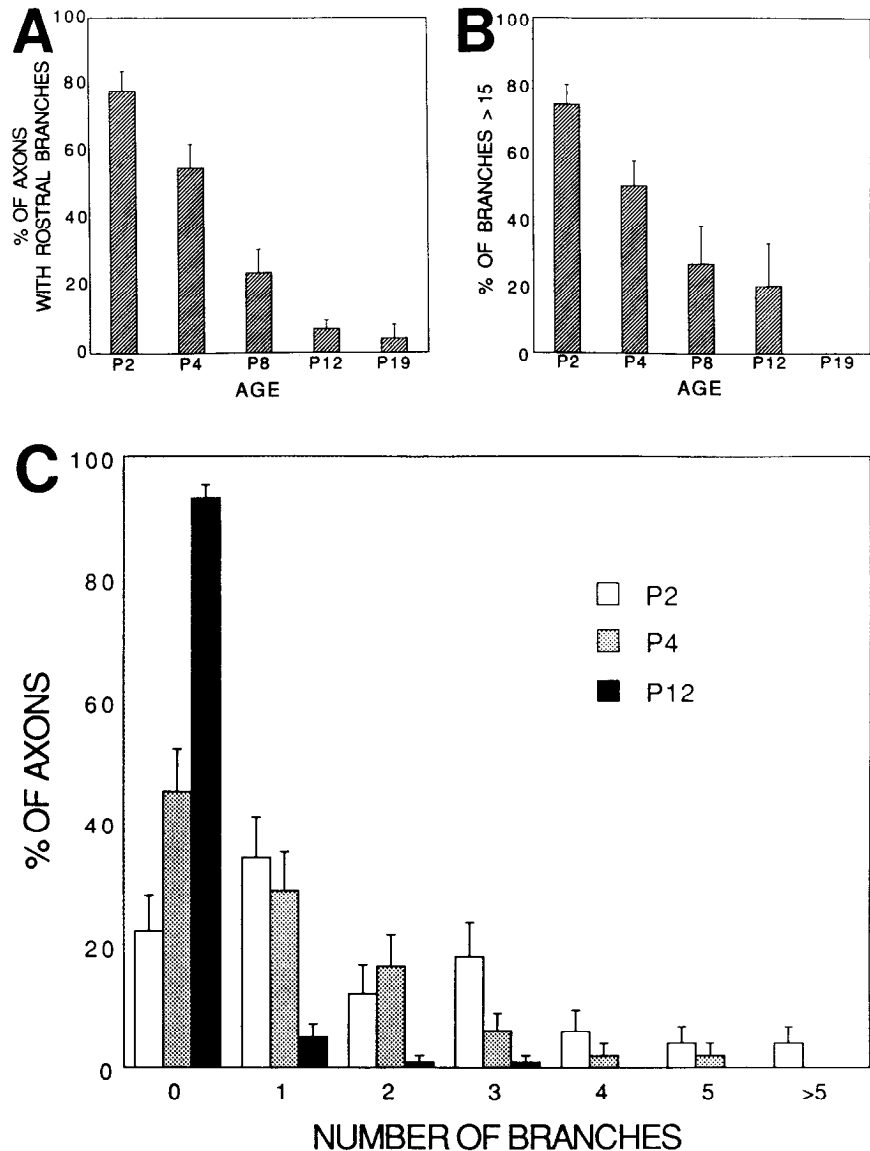 A
% OF AXONS
WITH ROSTRAL BRANCHES
100
80
60
40
20
0
P2 P4 P8 P12 P19
AGE
B
% OF BRANCHES > 15
100
80
60
40
20
0
P2 P4 P8 P12 P19
AGE
C
% OF AXONS
100
80
60
40
20
0
P2
P4
P12
0 1 2 3 4 5 >5
NUMBER OF BRANCHES